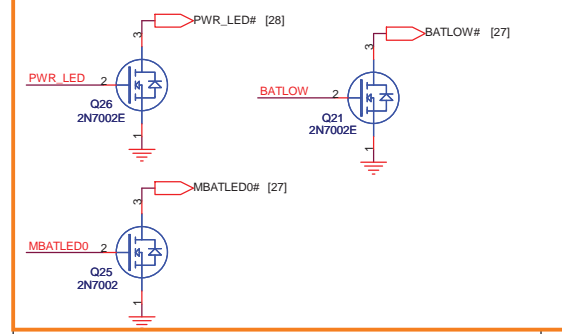 PWR_LED# [28]
3
PWR_LED 2
Q26
2N7002E
1
BATLOW# [27]
3
BATLOW 2
Q21
2N7002E
1
MBATLED0# [27]
3
MBATLED0 2
Q25
2N7002
1